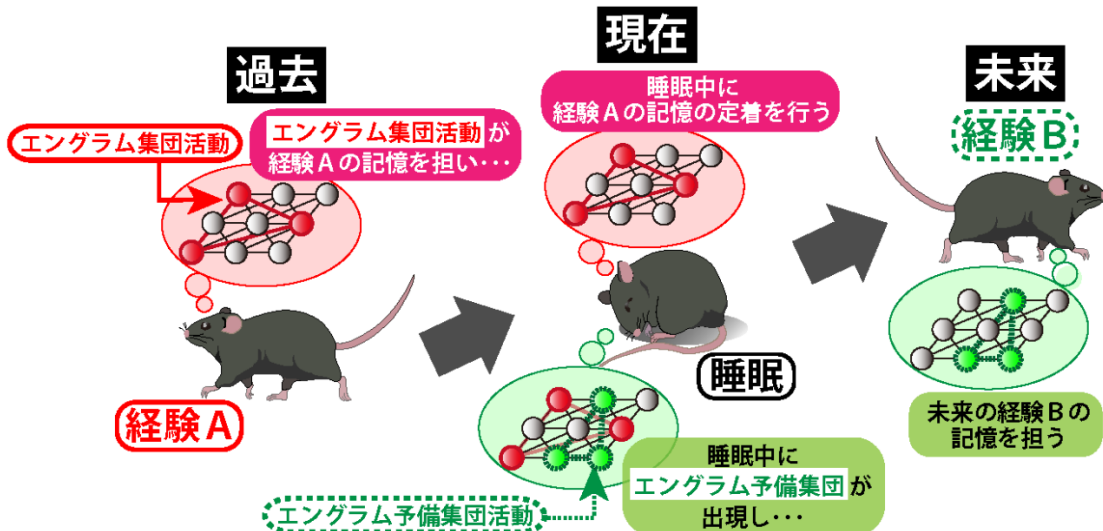 過去
エングラム集団活動
エングラム集団活動が
経験Aの記憶を担い・・・
経験A
現在
睡眠中に
経験Aの記憶の定着を行う
睡眠
睡眠中に
エングラム予備集団が
出現し・・・
エングラム予備集団活動
未来
経験B
未来の経験Bの
記憶を担う